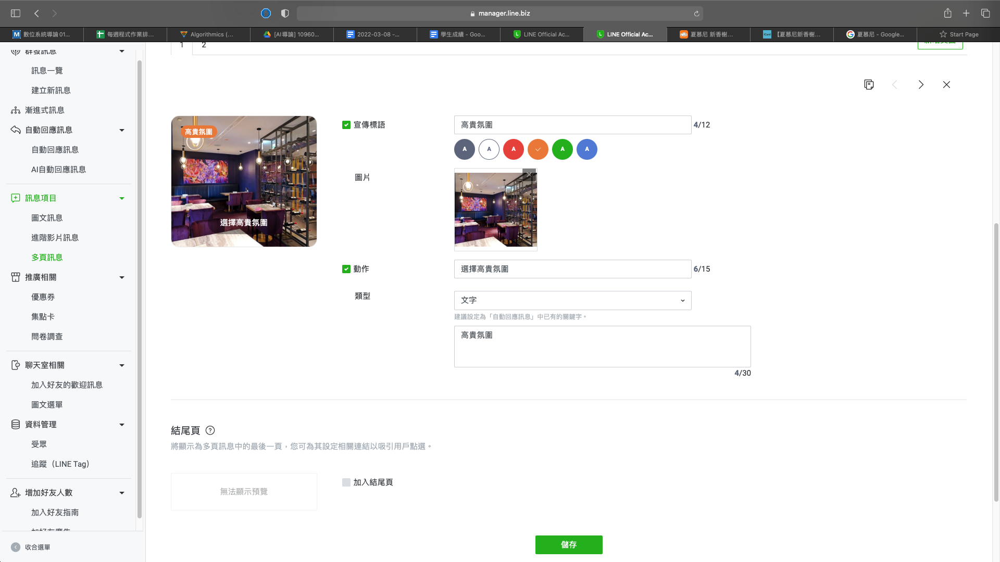 manager.line.biz
數位系統導論 01...
每週程式作業排...
Algorithmics (...
[AI導論] 10960...
2022-03-08 -...
學生成績 - Goo...
LINE Official Ac...
LINE Official Ac...
夏慕尼 新香榭...
【夏慕尼新香榭...
夏慕尼 - Google...
Start Page
群發訊息
訊息一覽
建立新訊息
漸進式訊息
自動回應訊息
自動回應訊息
AI自動回應訊息
訊息項目
圖文訊息
進階影片訊息
多頁訊息
推廣相關
優惠券
集點卡
問卷調查
聊天室相關
加入好友的歡迎訊息
圖文選單
資料管理
受眾
追蹤（LINE Tag）
增加好友人數
加入好友指南
收合選單
1
2
高貴氛圍
選擇高貴氛圍
宣傳標語
高貴氛圍
4/12
A
A
A
A
A
圖片
動作
選擇高貴氛圍
6/15
類型
文字
建議設定為「自動回應訊息」中已有的關鍵字。
高貴氛圍
4/30
結尾頁 ?
將顯示為多頁訊息中的最後一頁，您可為其設定相關連結以吸引用戶點選。
無法顯示預覽
加入結尾頁
儲存